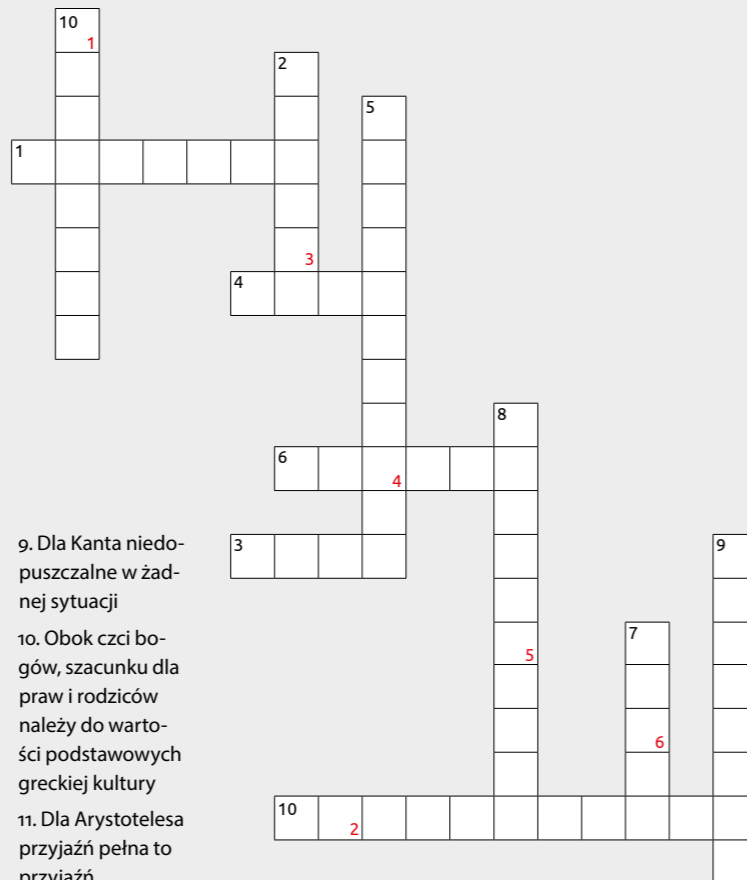 10
1
2
5
1
3
4
8
6
4
9. Dla Kanta niedo-
puszczalne w żad-
nej sytuacji
3
9
10. Obok czci bo-
gów, szacunku dla
praw i rodziców
należy do warto-
ści podstawowych
greckiej kultury
7
5
6
11. Dla Arystotelesa
przyjaźń pełna to
przyjaźń
10
2